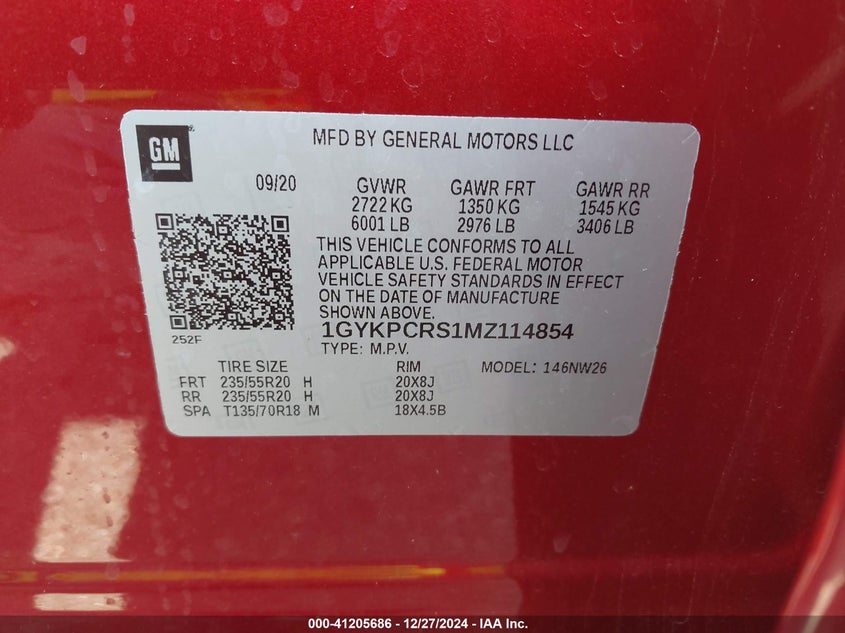 GM
MFD BY GENERAL MOTORS LLC
09/20 GVWR GAWR FRT GAWR RR
2722 KG 1350 KG 1545 KG
6001 LB 2976 LB 3406 LB
THIS VEHICLE CONFORMS TO ALL
APPLICABLE U.S. FEDERAL MOTOR
VEHICLE SAFETY STANDARDS IN EFFECT
ON THE DATE OF MANUFACTURE
SHOWN ABOVE.
1GYKPCRS1MZ114854
252F
TYPE: M.P.V.
TIRE SIZE RIM MODEL: 146NW26
FRT 235/55R20 H 20X8J
RR 235/55R20 H 20X8J
SPA T135/70R18 M 18X4.5B
000-41205686 - 12/27/2024 - IAA Inc.